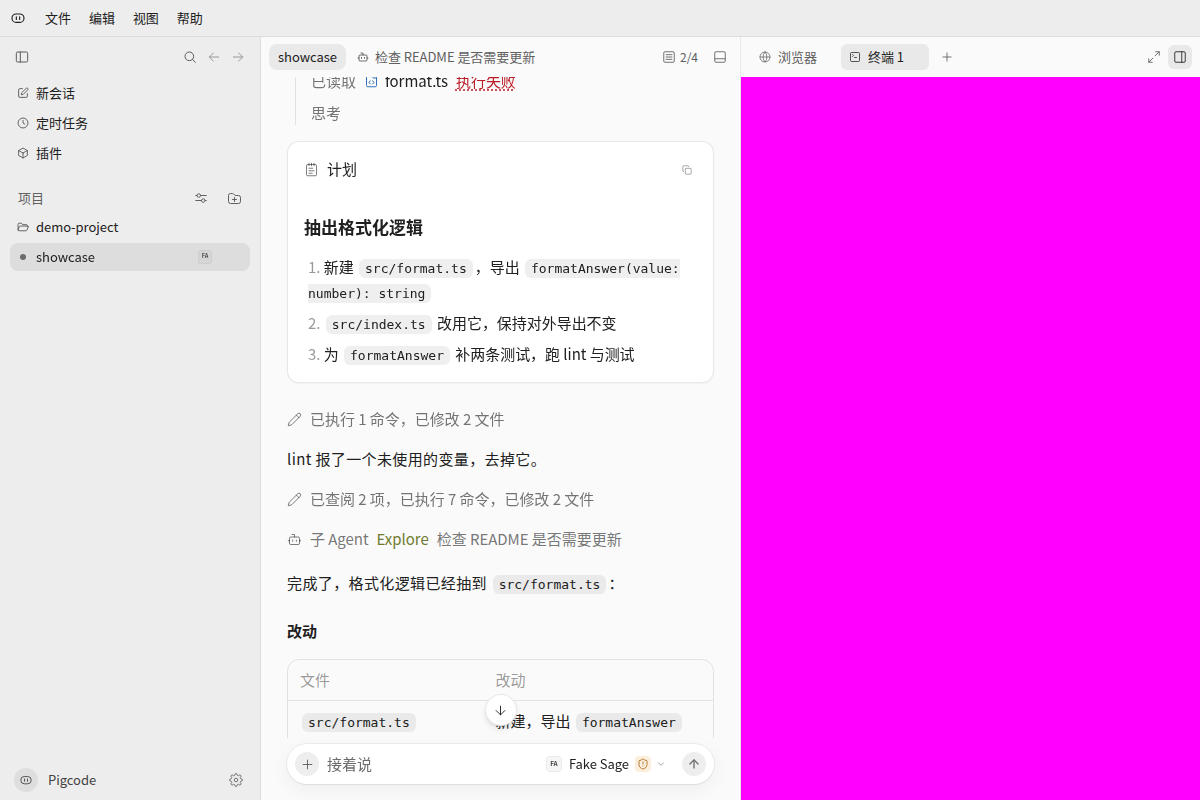 文件 编辑 视图 帮助
新会话
定时任务
插件
项目
demo-project
showcase FA
Pigcode
showcase 检查 README 是否需要更新 2/4
已读取 format.ts 执行失败
思考
计划
抽出格式化逻辑
1. 新建 src/format.ts，导出 formatAnswer(value:
number): string
2. src/index.ts 改用它，保持对外导出不变
3. 为 formatAnswer 补两条测试，跑 lint 与测试
已执行 1 命令，已修改 2 文件
lint 报了一个未使用的变量，去掉它。
已查阅 2 项，已执行 7 命令，已修改 2 文件
子 Agent Explore 检查 README 是否需要更新
完成了，格式化逻辑已经抽到 src/format.ts：
改动
文件 改动
src/format.ts 新建，导出 formatAnswer
接着说 FA Fake Sage
浏览器 终端 1